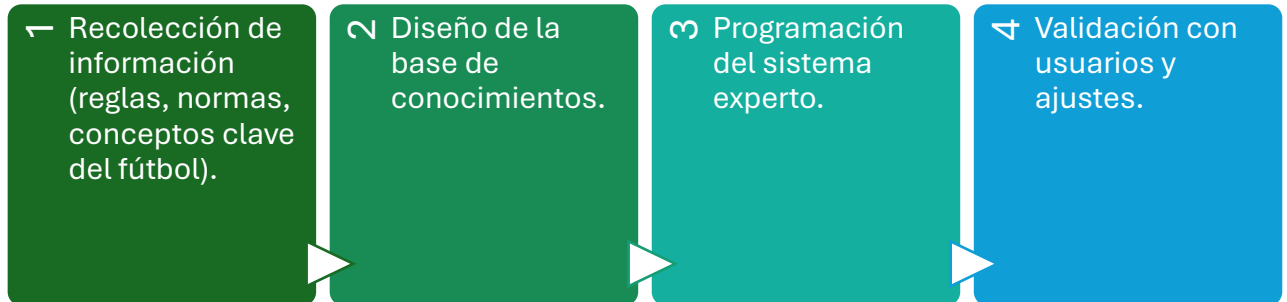 1
Recolección de
información
(reglas, normas,
conceptos clave
del fútbol).
2
Diseño de la
base de
conocimientos.
3
Programación
del sistema
experto.
4
Validación con
usuarios y
ajustes.